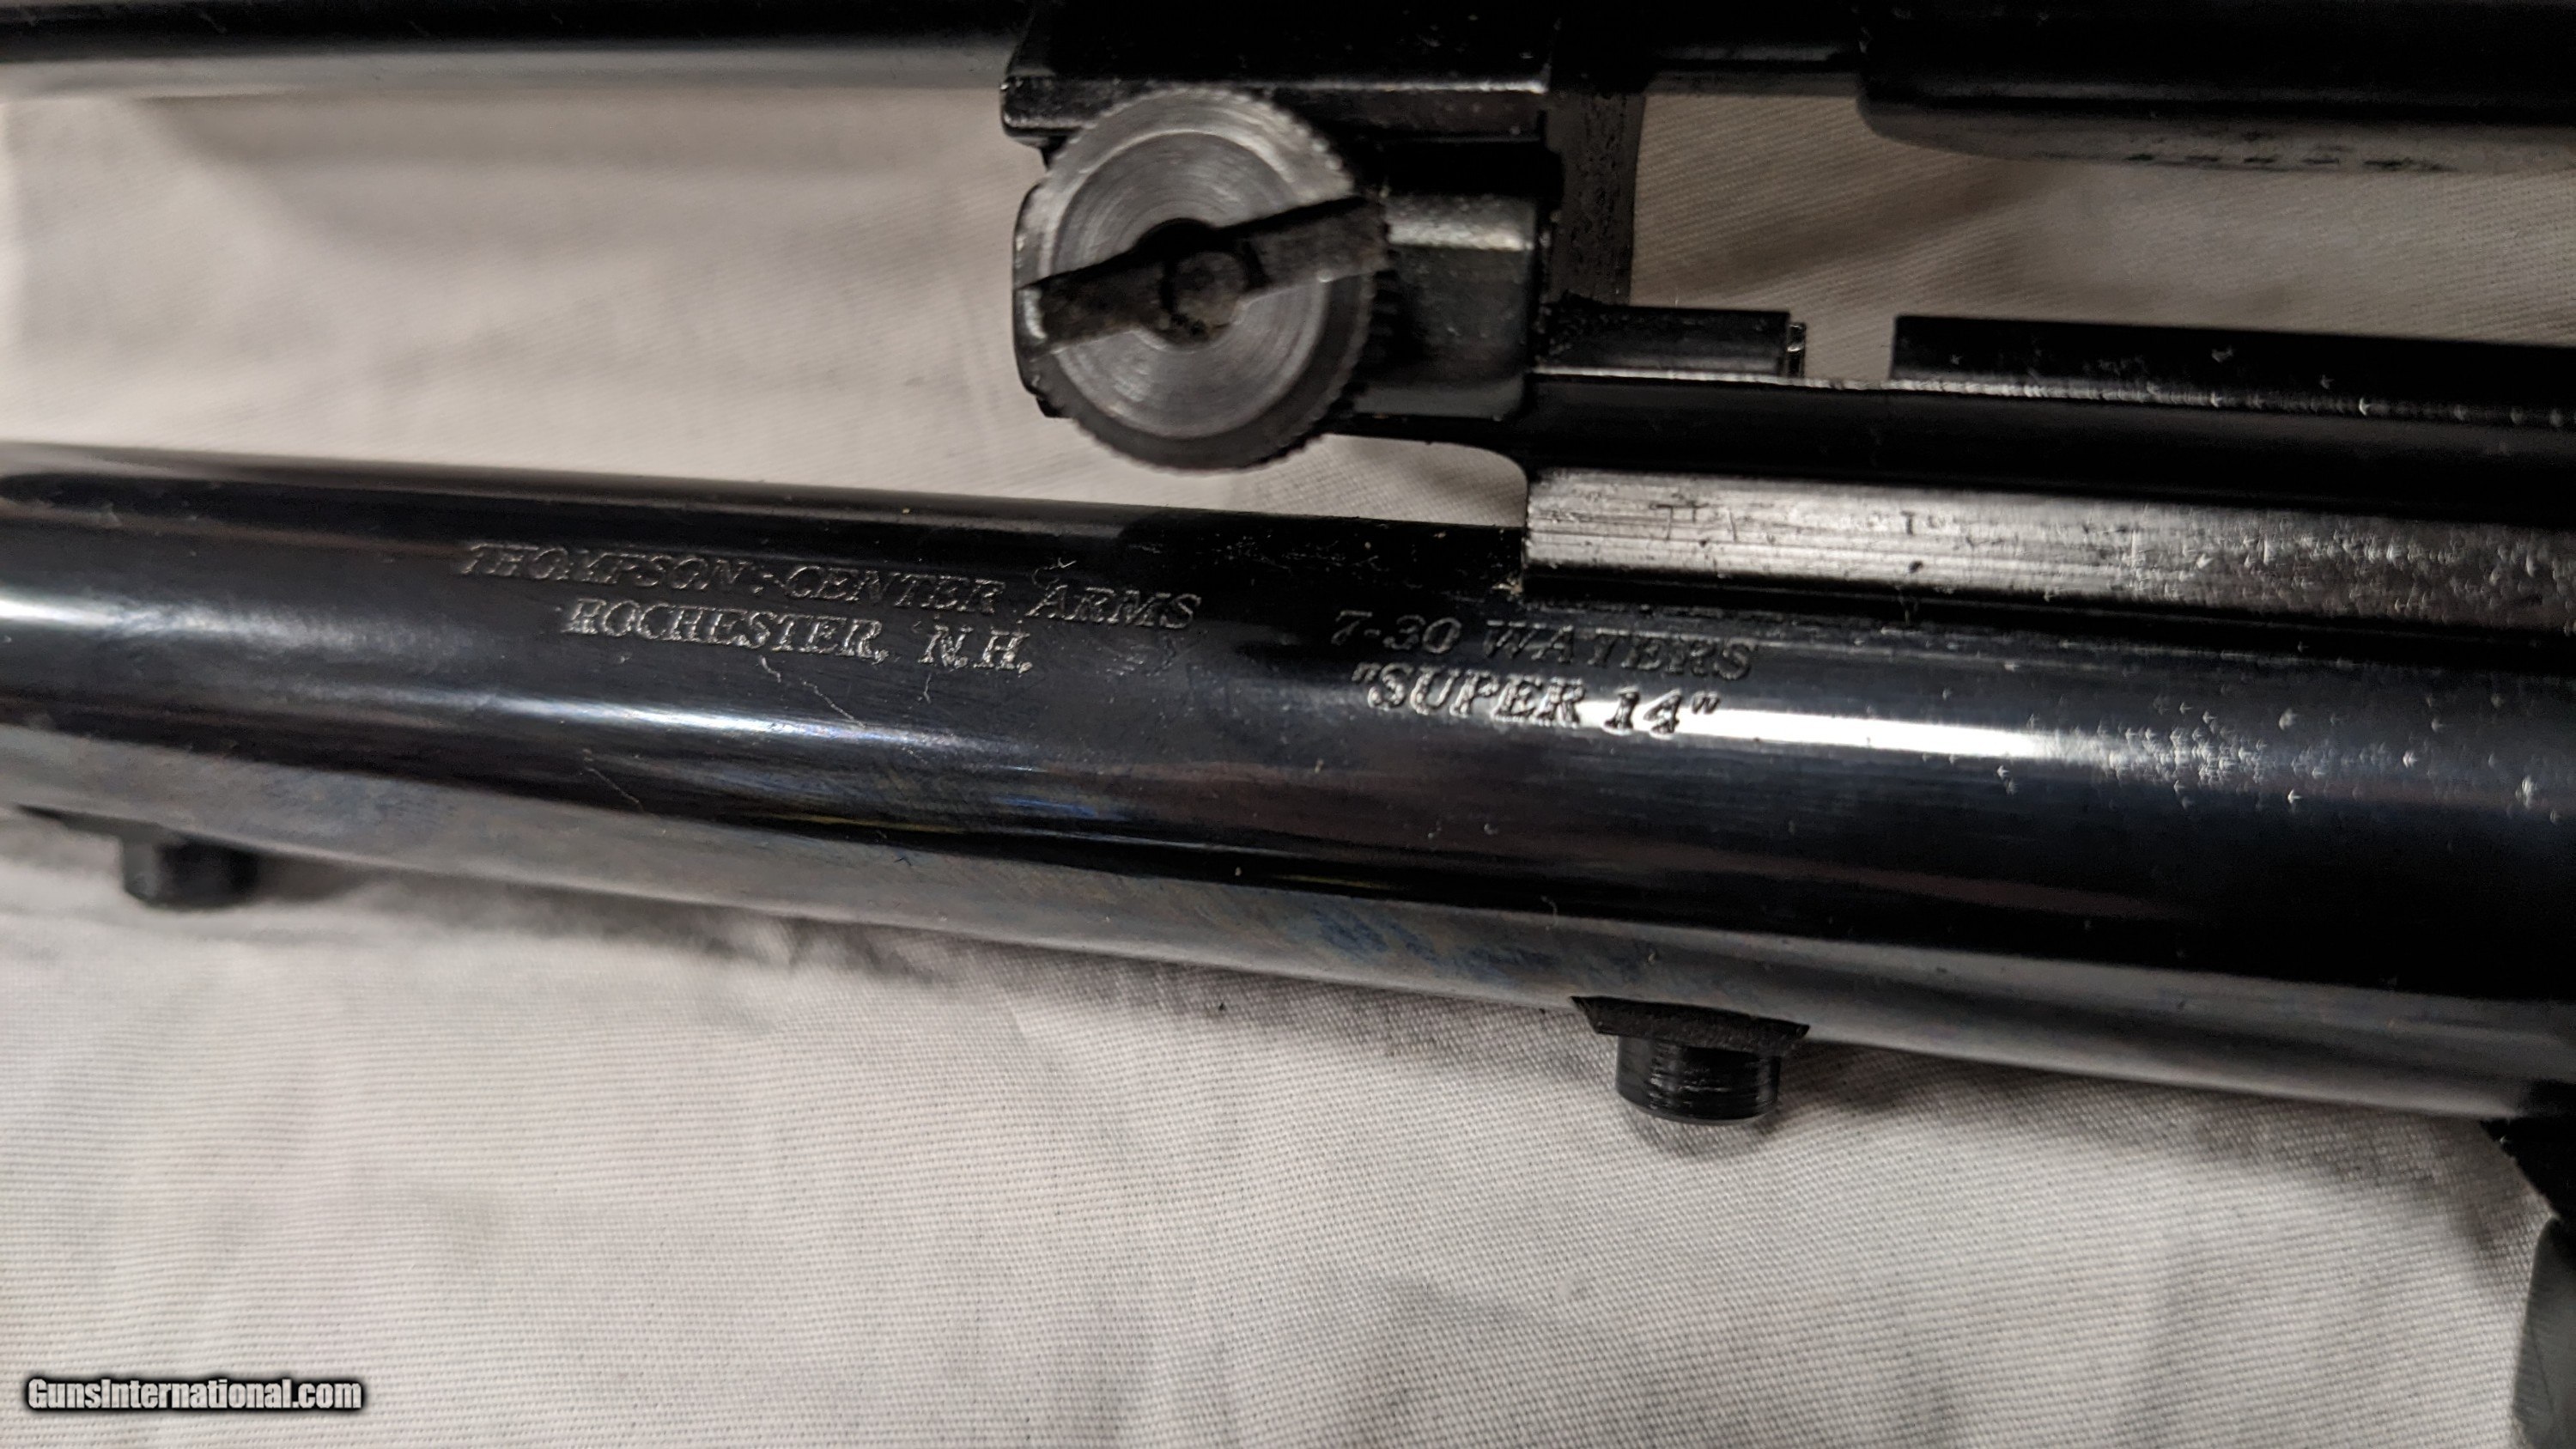 THOMPSON : CENTER ARMS
ROCHESTER, N.H.
7-30 WATERS
"SUPER 14"
GunsInternational.com